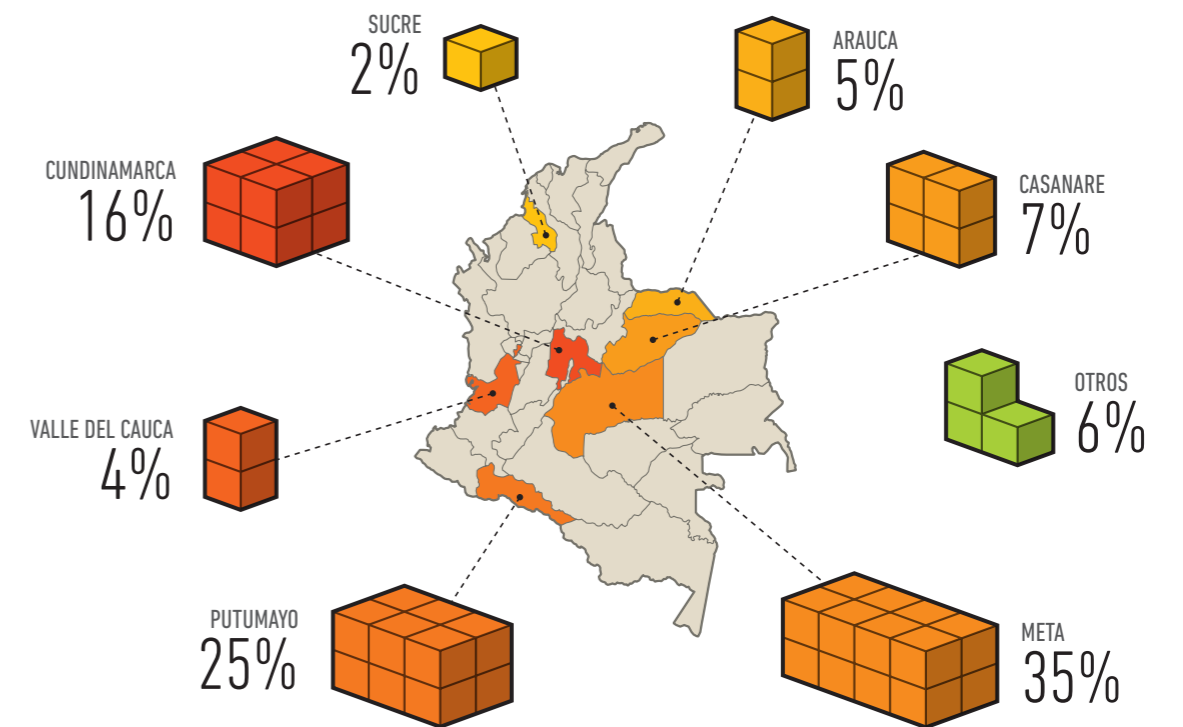 SUCRE
2%
ARAUCA
5%
CUNDINAMARCA
16%
CASANARE
7%
OTROS
6%
VALLE DEL CAUCA
4%
PUTUMAYO
25%
META
35%